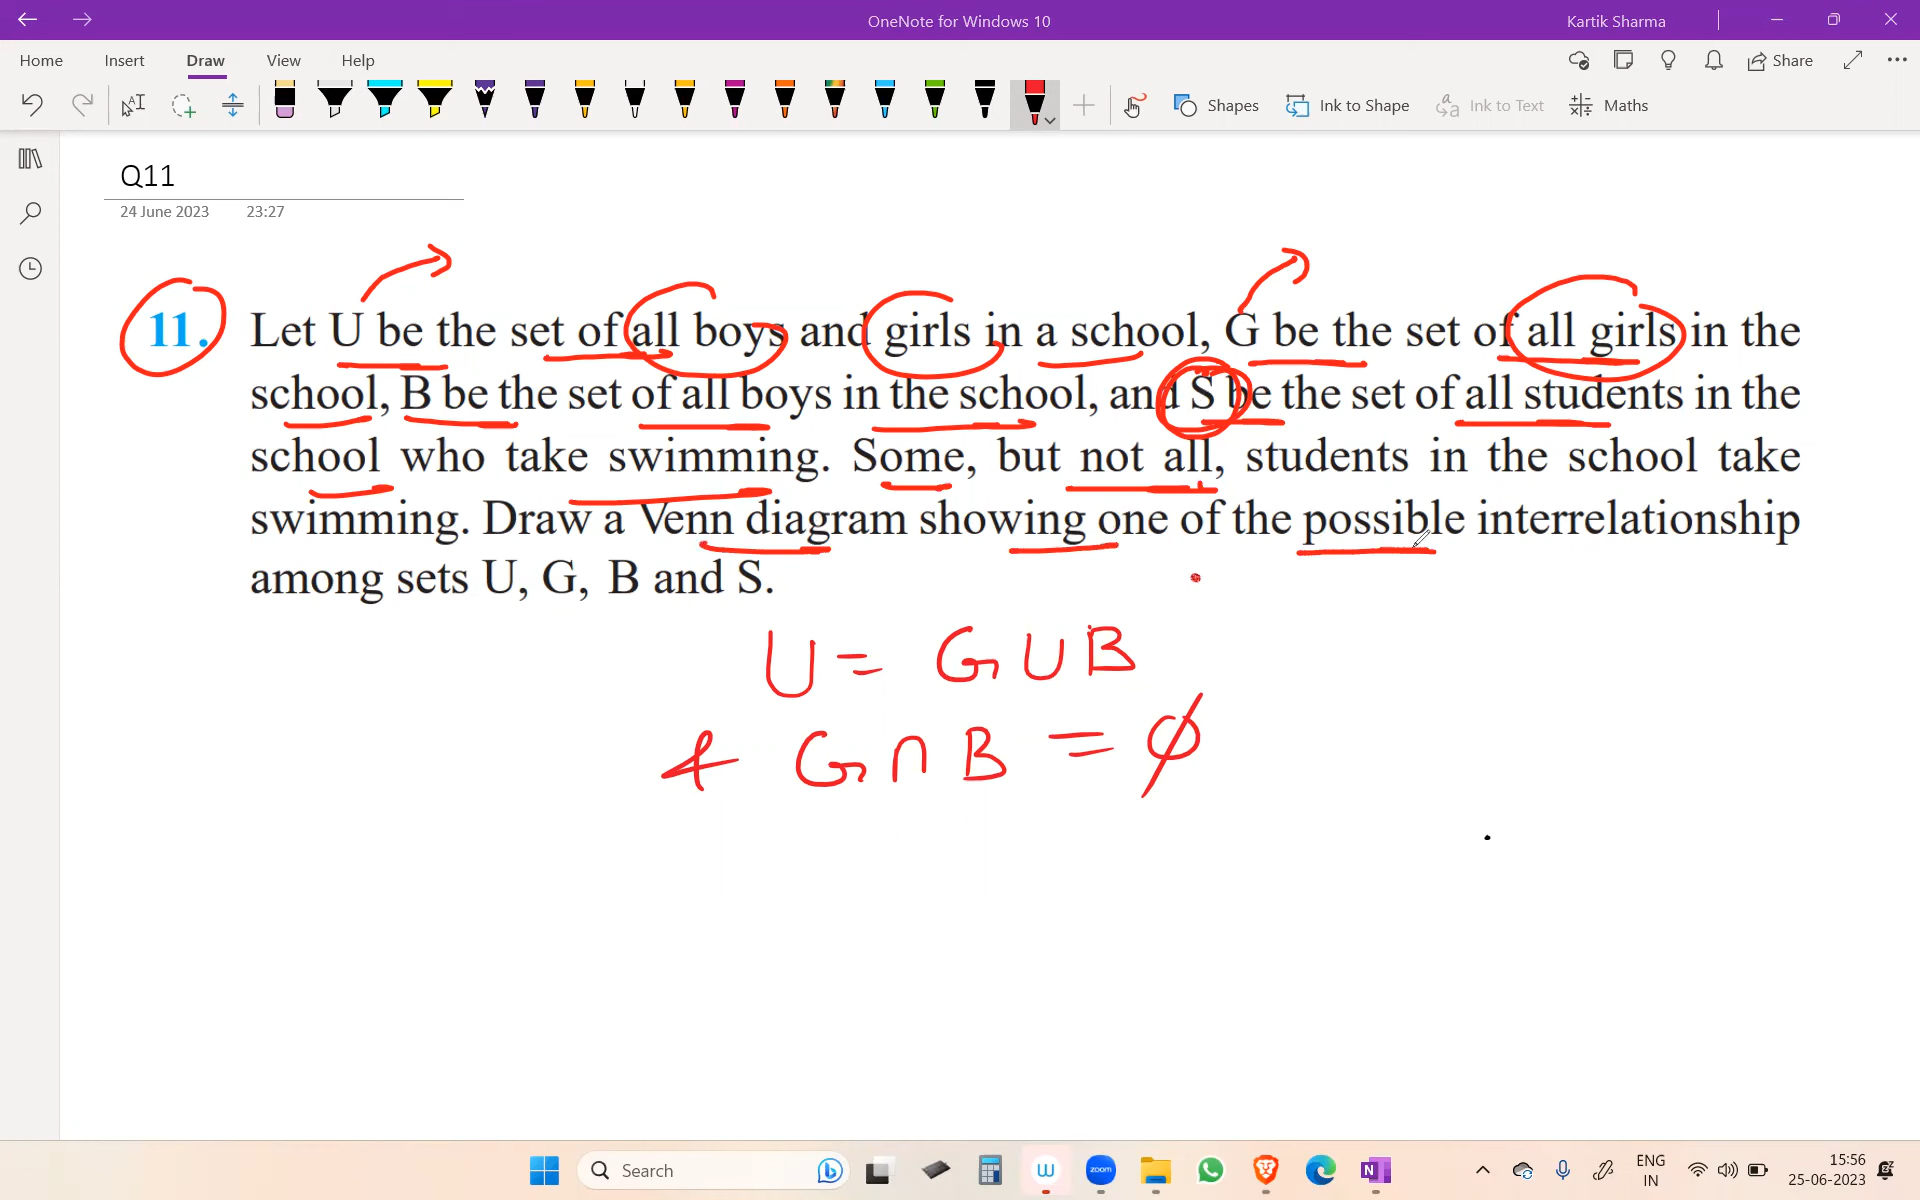 OneNote for Windows 10
Kartik Sharma
Home Insert Draw View Help
Share
Shapes
Ink to Shape
Ink to Text
Maths
Q11
24 June 2023 23:27
11. Let U be the set of all boys and girls in a school, G be the set of all girls in the
school, B be the set of all boys in the school, and S be the set of all students in the
school who take swimming. Some, but not all, students in the school take
swimming. Draw a Venn diagram showing one of the possible interrelationship
among sets U, G, B and S.
U = G ∪ B
& G ∩ B = ϕ
Search
zoom
ENG
IN
15:56
25-06-2023